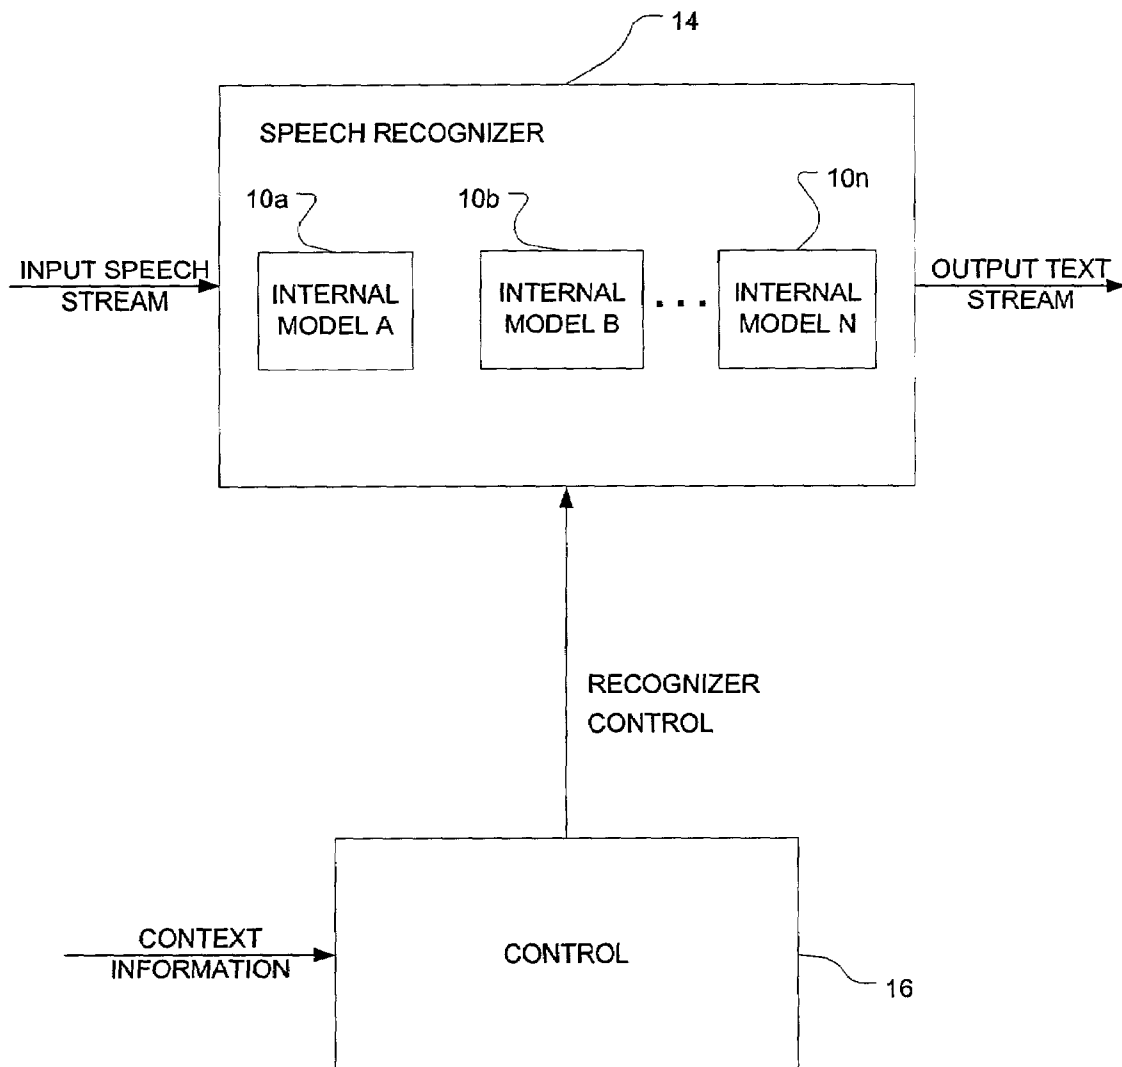 14
SPEECH RECOGNIZER
10a
10b
10n
INPUT SPEECH
STREAM
INTERNAL
MODEL A
INTERNAL
MODEL B
. . .
INTERNAL
MODEL N
OUTPUT TEXT
STREAM
RECOGNIZER
CONTROL
CONTEXT
INFORMATION
CONTROL
16